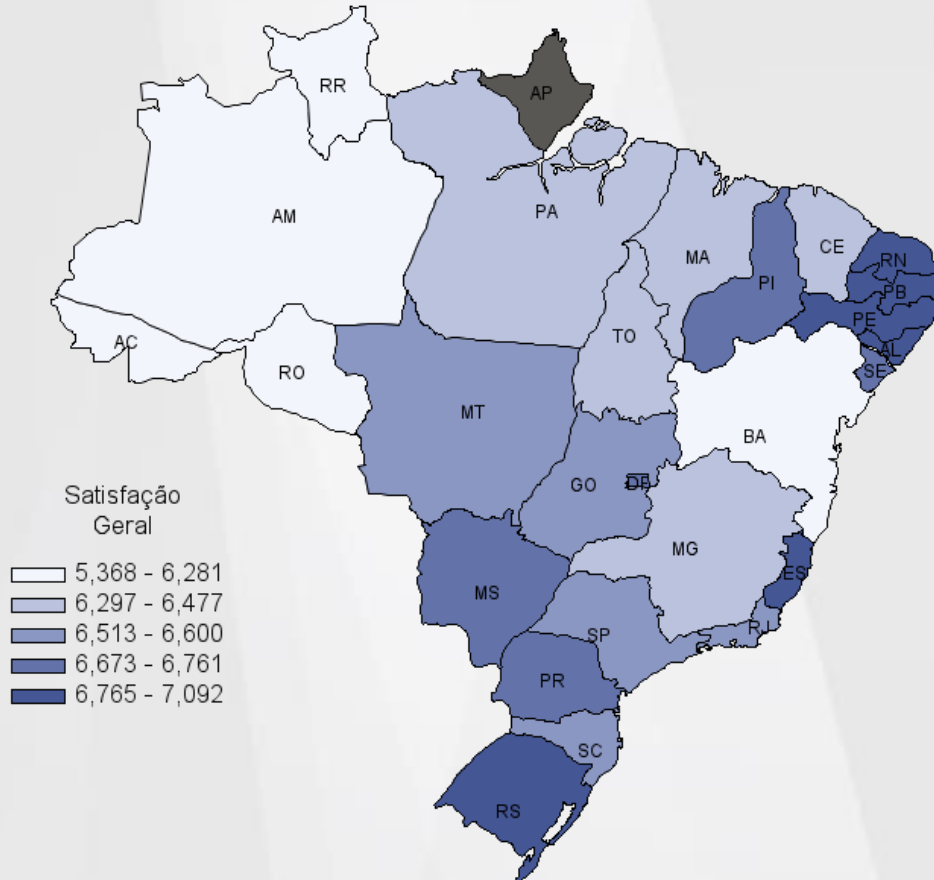 RR
AP
AM
PA
MA
CE
RN
PB
PI
PE
AL
SE
TO
AC
RO
MT
BA
GO
DF
MG
ES
MS
SP
RJ
PR
SC
RS
Satisfação
Geral
5,368 - 6,281
6,297 - 6,477
6,513 - 6,600
6,673 - 6,761
6,765 - 7,092